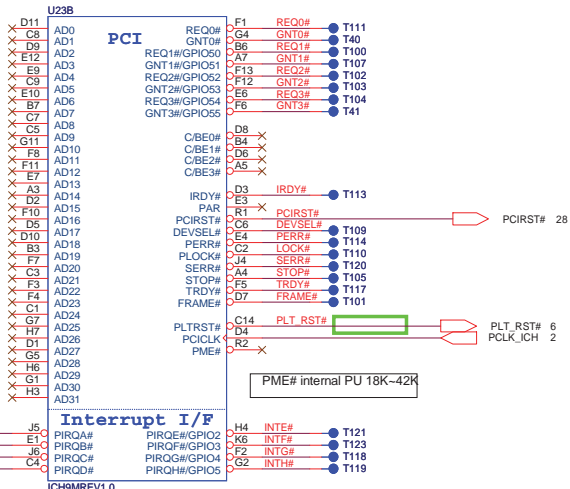 U23B
D11 AD0 PCI REQ0# F1 REQ0# T111
C8 AD1 GNT0# G4 GNT0# T40
D9 AD2 REQ1#/GPIO50 B6 REQ1# T100
E12 AD3 GNT1#/GPIO51 A7 GNT1# T107
E9 AD4 REQ2#/GPIO52 F13 REQ2# T102
C9 AD5 GNT2#/GPIO53 F12 GNT2# T103
E10 AD6 REQ3#/GPIO54 E6 REQ3# T104
B7 AD7 GNT3#/GPIO55 F6 GNT3# T41
C7 AD8
C5 AD9 C/BE0# D8
G11 AD10 C/BE1# B4
F8 AD11 C/BE2# D6
F11 AD12 C/BE3# A5
E7 AD13
A3 AD14 IRDY# D3 IRDY# T113
D2 AD15 PAR E3
F10 AD16 PCIRST# R1 PCIRST# PCIRST# 28
D5 AD17 DEVSEL# C6 DEVSEL# T109
D10 AD18 PERR# E4 PERR# T114
B3 AD19 PLOCK# C2 LOCK# T110
F7 AD20 SERR# J4 SERR# T120
C3 AD21 STOP# A4 STOP# T105
F3 AD22 TRDY# F5 TRDY# T117
F4 AD23 FRAME# D7 FRAME# T101
C1 AD24
G7 AD25 PLTRST# C14 PLT_RST# PLT_RST# 6
H7 AD26 PCICLK D4 PCLK_ICH 2
D1 AD27 PME# R2
G5 AD28
H6 AD29
G1 AD30
H3 AD31
PME# internal PU 18K~42K
Interrupt I/F
J5 PIRQA# PIRQE#/GPIO2 H4 INTE# T121
E1 PIRQB# PIRQF#/GPIO3 K6 INTF# T123
J6 PIRQC# PIRQG#/GPIO4 F2 INTG# T118
C4 PIRQD# PIRQH#/GPIO5 G2 INTH# T119
ICH9MREV1.0